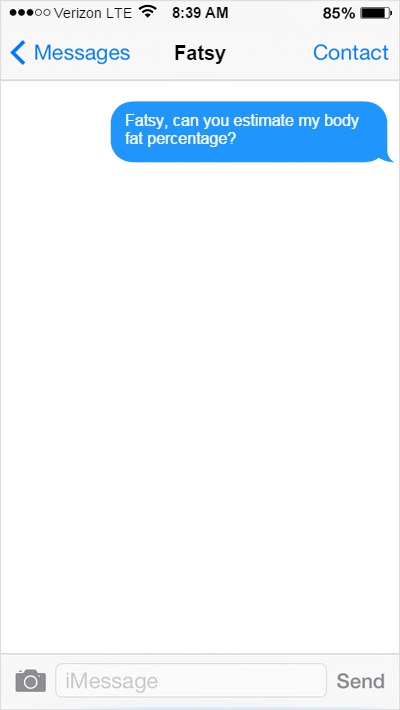 Verizon LTE 8:39 AM 85%
Messages Fatsy Contact
Fatsy, can you estimate my body
fat percentage?
iMessage Send